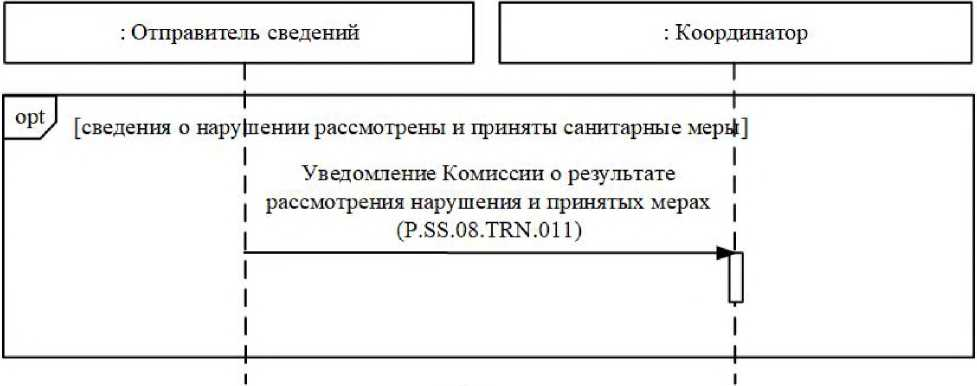 : Отправитель сведений
: Координатор
opt
[сведения о нарушении рассмотрены и приняты санитарные меры]
Уведомление Комиссии о результате
рассмотрения нарушения и принятых мерах
(P.SS.08.TRN.011)